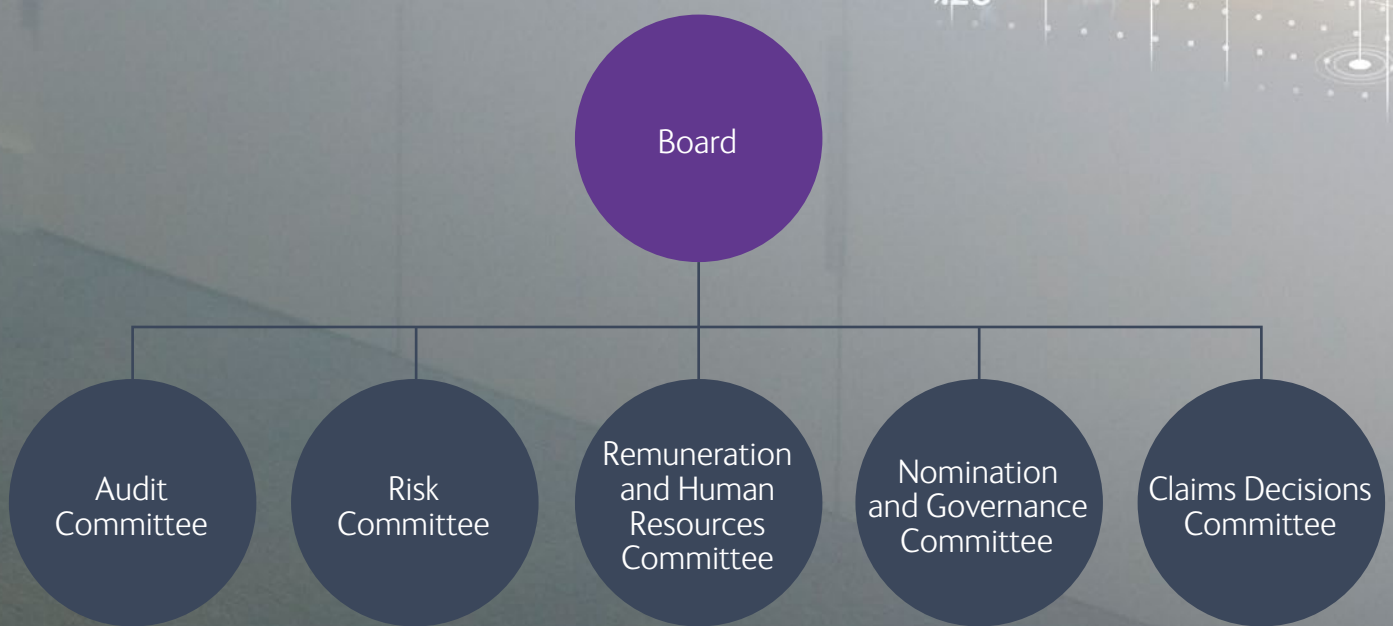 Board
Audit
Committee
Risk
Committee
Remuneration
and Human
Resources
Committee
Nomination
and Governance
Committee
Claims Decisions
Committee